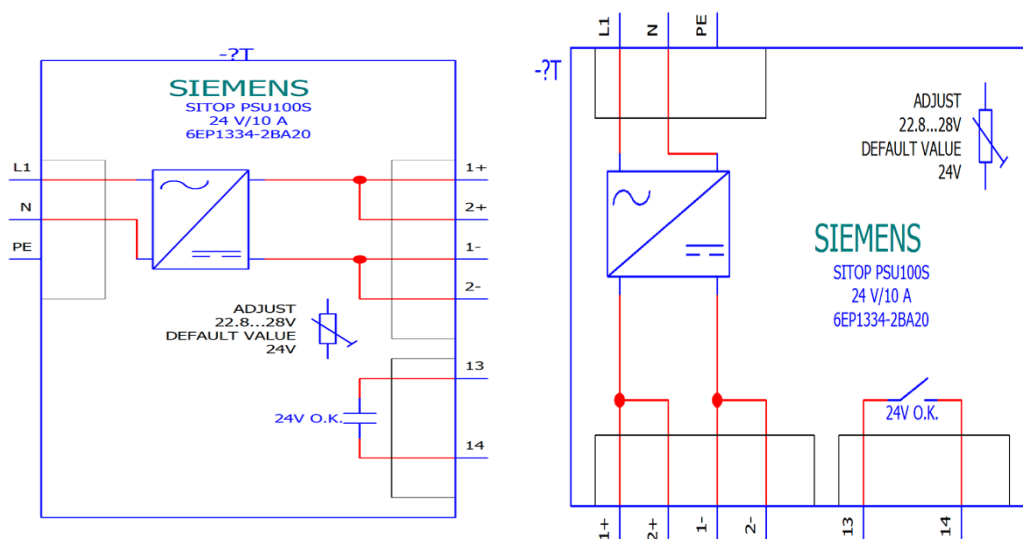 -?T
SIEMENS
SITOP PSU100S
24 V/10 A
6EP1334-2BA20
L1
N
PE
1+
2+
1-
2-
ADJUST
22.8...28V
DEFAULT VALUE
24V
13
24V O.K.
14
L1
N
PE
-?T
ADJUST
22.8...28V
DEFAULT VALUE
24V
SIEMENS
SITOP PSU100S
24 V/10 A
6EP1334-2BA20
24V O.K.
1+
2+
1-
2-
13
14